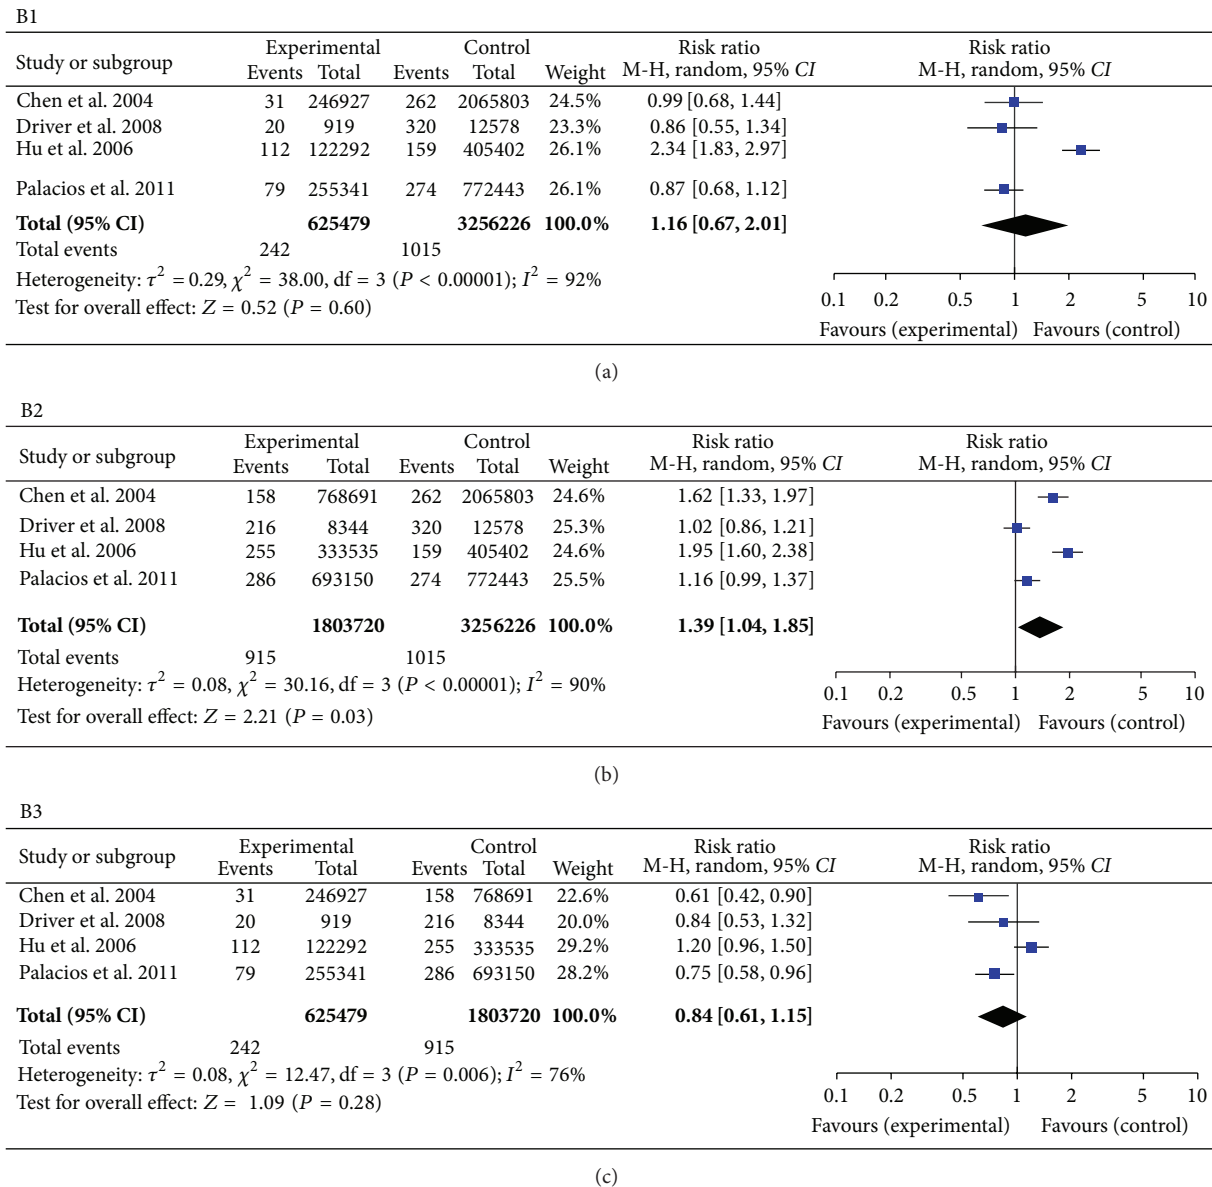 B1
Study or subgroup Experimental Control Weight Risk ratio M-H, random, 95% CI Risk ratio M-H, random, 95% CI
Events Total Events Total
Chen et al. 2004 31 246927 262 2065803 24.5% 0.99 [0.68, 1.44]
Driver et al. 2008 20 919 320 12578 23.3% 0.86 [0.55, 1.34]
Hu et al. 2006 112 122292 159 405402 26.1% 2.34 [1.83, 2.97]
Palacios et al. 2011 79 255341 274 772443 26.1% 0.87 [0.68, 1.12]
Total (95% CI) 625479 3256226 100.0% 1.16 [0.67, 2.01]
Total events 242 1015
Heterogeneity: τ² = 0.29, χ² = 38.00, df = 3 (P < 0.00001); I² = 92%
Test for overall effect: Z = 0.52 (P = 0.60)
0.1 0.2 0.5 1 2 5 10
Favours (experimental) Favours (control)
(a)
B2
Study or subgroup Experimental Control Weight Risk ratio M-H, random, 95% CI Risk ratio M-H, random, 95% CI
Events Total Events Total
Chen et al. 2004 158 768691 262 2065803 24.6% 1.62 [1.33, 1.97]
Driver et al. 2008 216 8344 320 12578 25.3% 1.02 [0.86, 1.21]
Hu et al. 2006 255 333535 159 405402 24.6% 1.95 [1.60, 2.38]
Palacios et al. 2011 286 693150 274 772443 25.5% 1.16 [0.99, 1.37]
Total (95% CI) 1803720 3256226 100.0% 1.39 [1.04, 1.85]
Total events 915 1015
Heterogeneity: τ² = 0.08, χ² = 30.16, df = 3 (P < 0.00001); I² = 90%
Test for overall effect: Z = 2.21 (P = 0.03)
0.1 0.2 0.5 1 2 5 10
Favours (experimental) Favours (control)
(b)
B3
Study or subgroup Experimental Control Weight Risk ratio M-H, random, 95% CI Risk ratio M-H, random, 95% CI
Events Total Events Total
Chen et al. 2004 31 246927 158 768691 22.6% 0.61 [0.42, 0.90]
Driver et al. 2008 20 919 216 8344 20.0% 0.84 [0.53, 1.32]
Hu et al. 2006 112 122292 255 333535 29.2% 1.20 [0.96, 1.50]
Palacios et al. 2011 79 255341 286 693150 28.2% 0.75 [0.58, 0.96]
Total (95% CI) 625479 1803720 100.0% 0.84 [0.61, 1.15]
Total events 242 915
Heterogeneity: τ² = 0.08, χ² = 12.47, df = 3 (P = 0.006); I² = 76%
Test for overall effect: Z = 1.09 (P = 0.28)
0.1 0.2 0.5 1 2 5 10
Favours (experimental) Favours (control)
(c)